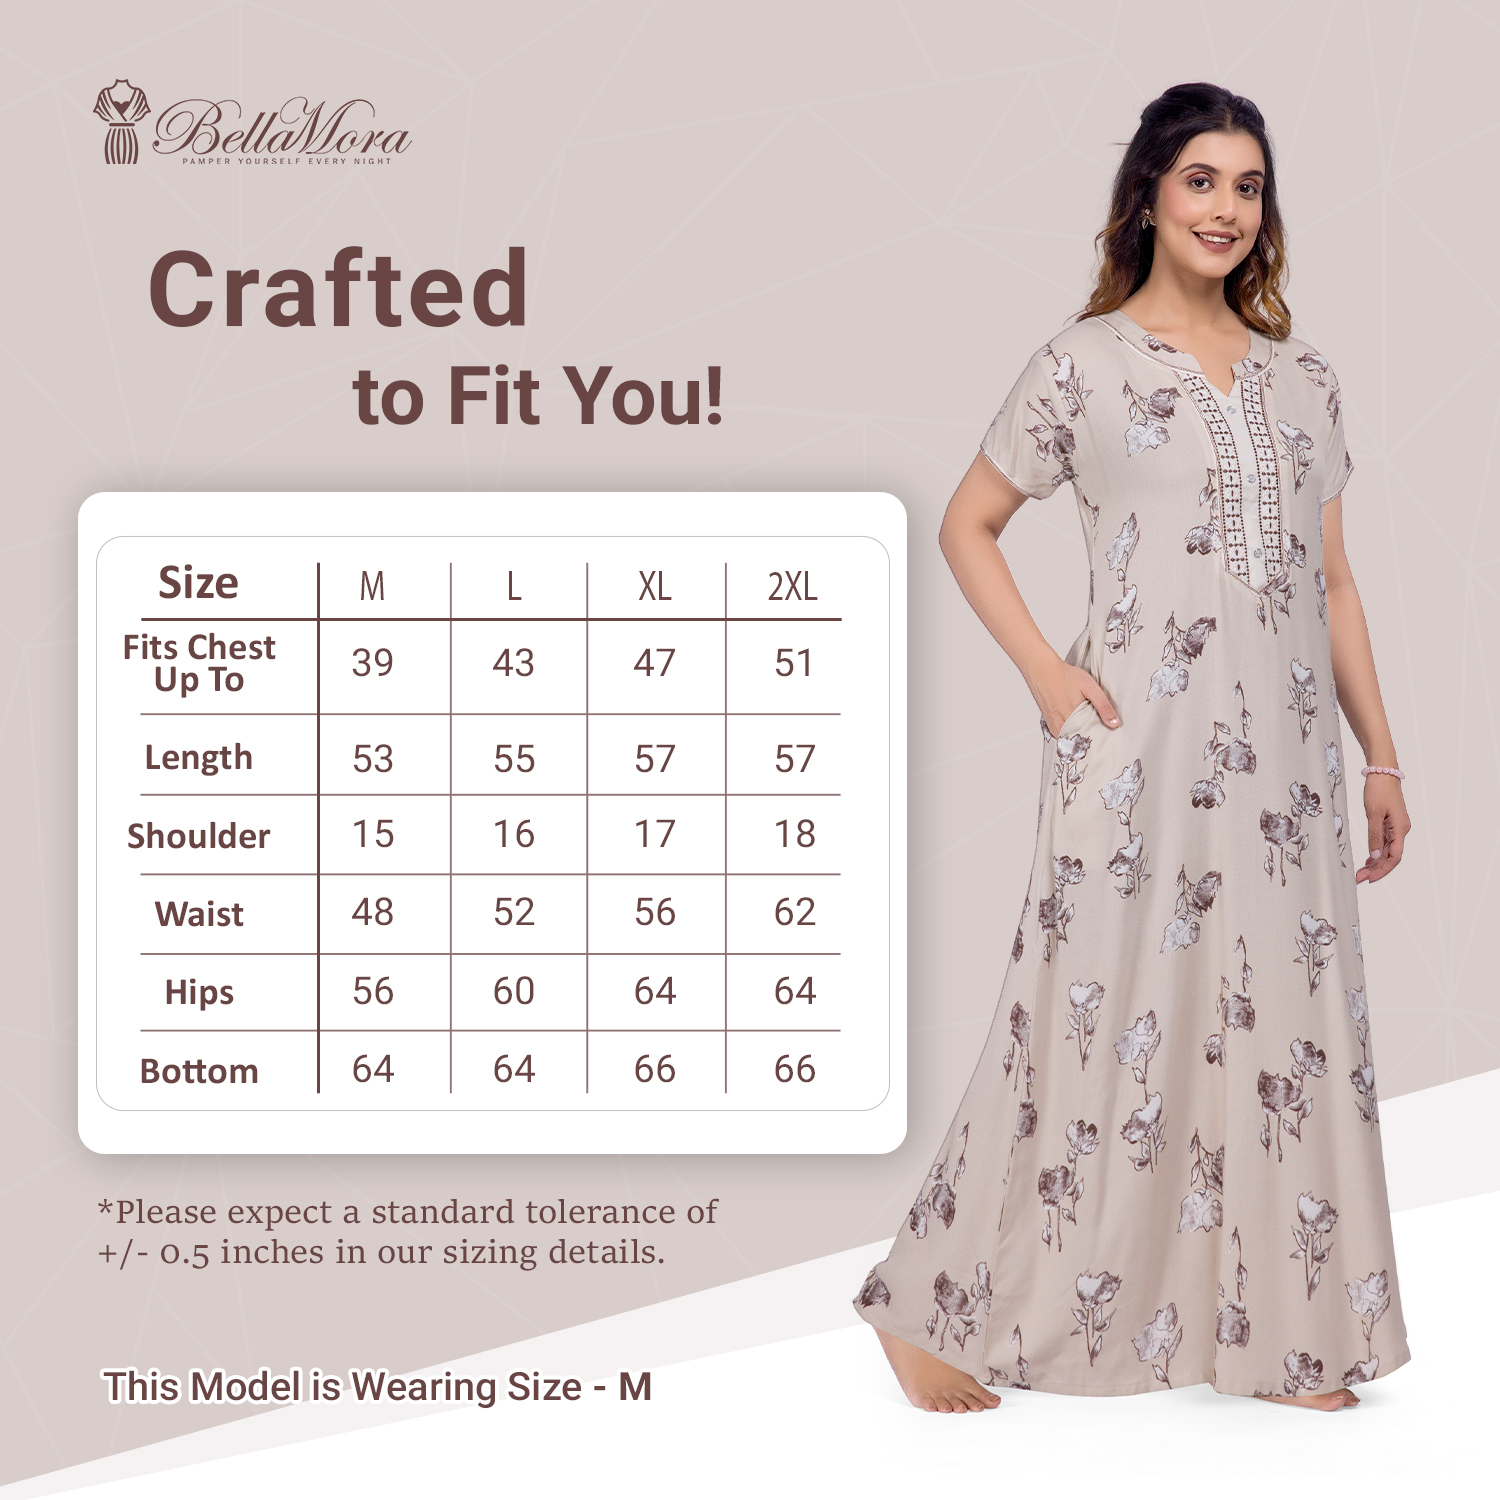 BellaMora
PAMPER YOURSELF EVERY NIGHT
Crafted
to Fit You!
Size M L XL 2XL
Fits Chest
Up To 39 43 47 51
Length 53 55 57 57
Shoulder 15 16 17 18
Waist 48 52 56 62
Hips 56 60 64 64
Bottom 64 64 66 66
*Please expect a standard tolerance of
+/- 0.5 inches in our sizing details.
This Model is Wearing Size - M